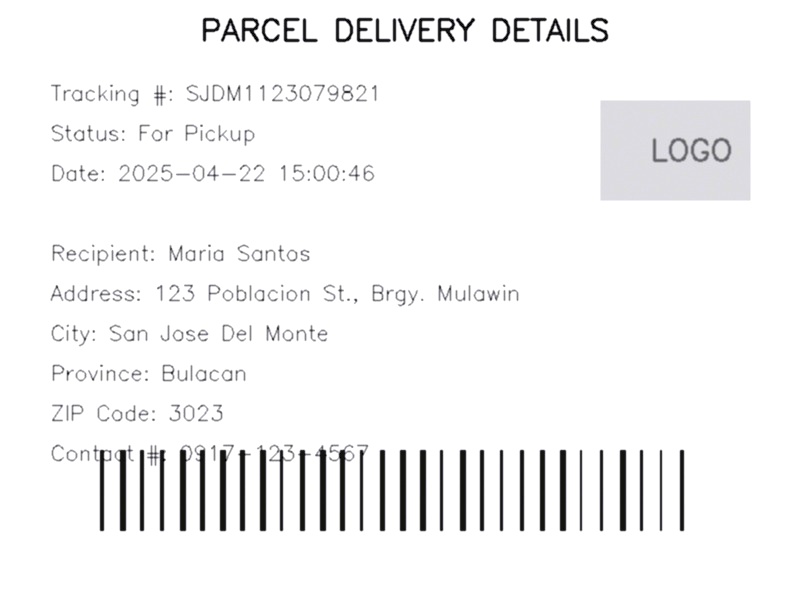 PARCEL DELIVERY DETAILS
Tracking #: SJDM1123079821
Status: For Pickup
LOGO
Date: 2025-04-22 15:00:46
Recipient: Maria Santos
Address: 123 Poblacion St., Brgy. Mulawin
City: San Jose Del Monte
Province: Bulacan
ZIP Code: 3023
Contact #: 0917-123-4567